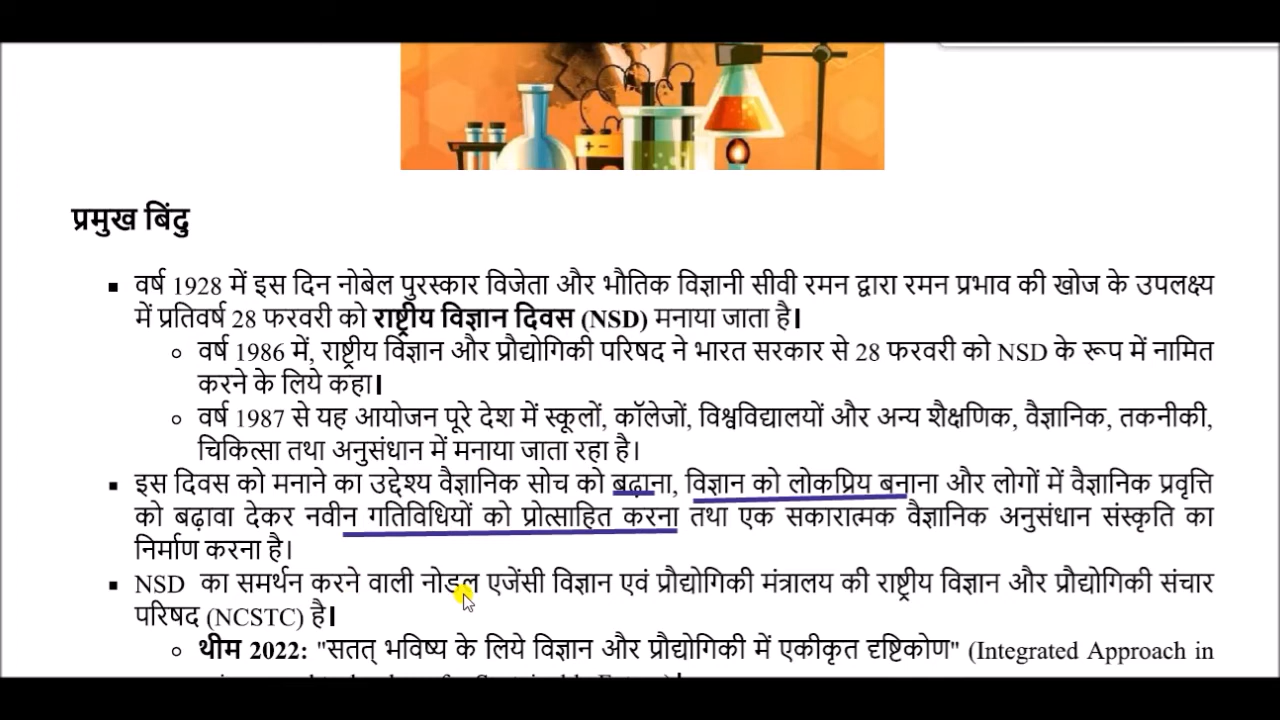 + -
प्रमुख बिंदु
▪ वर्ष 1928 में इस दिन नोबेल पुरस्कार विजेता और भौतिक विज्ञानी सीवी रमन द्वारा रमन प्रभाव की खोज के उपलक्ष्य
में प्रतिवर्ष 28 फरवरी को राष्ट्रीय विज्ञान दिवस (NSD) मनाया जाता है।
o वर्ष 1986 में, राष्ट्रीय विज्ञान और प्रौद्योगिकी परिषद ने भारत सरकार से 28 फरवरी को NSD के रूप में नामित
करने के लिये कहा।
o वर्ष 1987 से यह आयोजन पूरे देश में स्कूलों, कॉलेजों, विश्वविद्यालयों और अन्य शैक्षणिक, वैज्ञानिक, तकनीकी,
चिकित्सा तथा अनुसंधान में मनाया जाता रहा है।
▪ इस दिवस को मनाने का उद्देश्य वैज्ञानिक सोच को बढ़ाना, विज्ञान को लोकप्रिय बनाना और लोगों में वैज्ञानिक प्रवृत्ति
को बढ़ावा देकर नवीन गतिविधियों को प्रोत्साहित करना तथा एक सकारात्मक वैज्ञानिक अनुसंधान संस्कृति का
निर्माण करना है।
▪ NSD का समर्थन करने वाली नोडल एजेंसी विज्ञान एवं प्रौद्योगिकी मंत्रालय की राष्ट्रीय विज्ञान और प्रौद्योगिकी संचार
परिषद (NCSTC) है।
o थीम 2022: "सतत् भविष्य के लिये विज्ञान और प्रौद्योगिकी में एकीकृत दृष्टिकोण" (Integrated Approach in